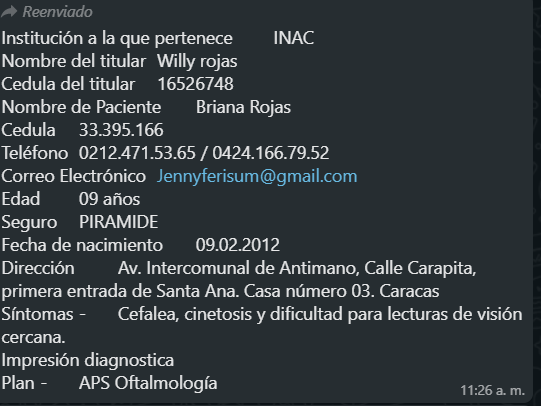 Reenviado
Institución a la que pertenece INAC
Nombre del titular Willy rojas
Cedula del titular 16526748
Nombre de Paciente Briana Rojas
Cedula 33.395.166
Teléfono 0212.471.53.65 / 0424.166.79.52
Correo Electrónico Jennyferisum@gmail.com
Edad 09 años
Seguro PIRAMIDE
Fecha de nacimiento 09.02.2012
Dirección Av. Intercomunal de Antimano, Calle Carapita,
primera entrada de Santa Ana. Casa número 03. Caracas
Síntomas - Cefalea, cinetosis y dificultad para lecturas de visión
cercana.
Impresión diagnostica
Plan - APS Oftalmología
11:26 a. m.